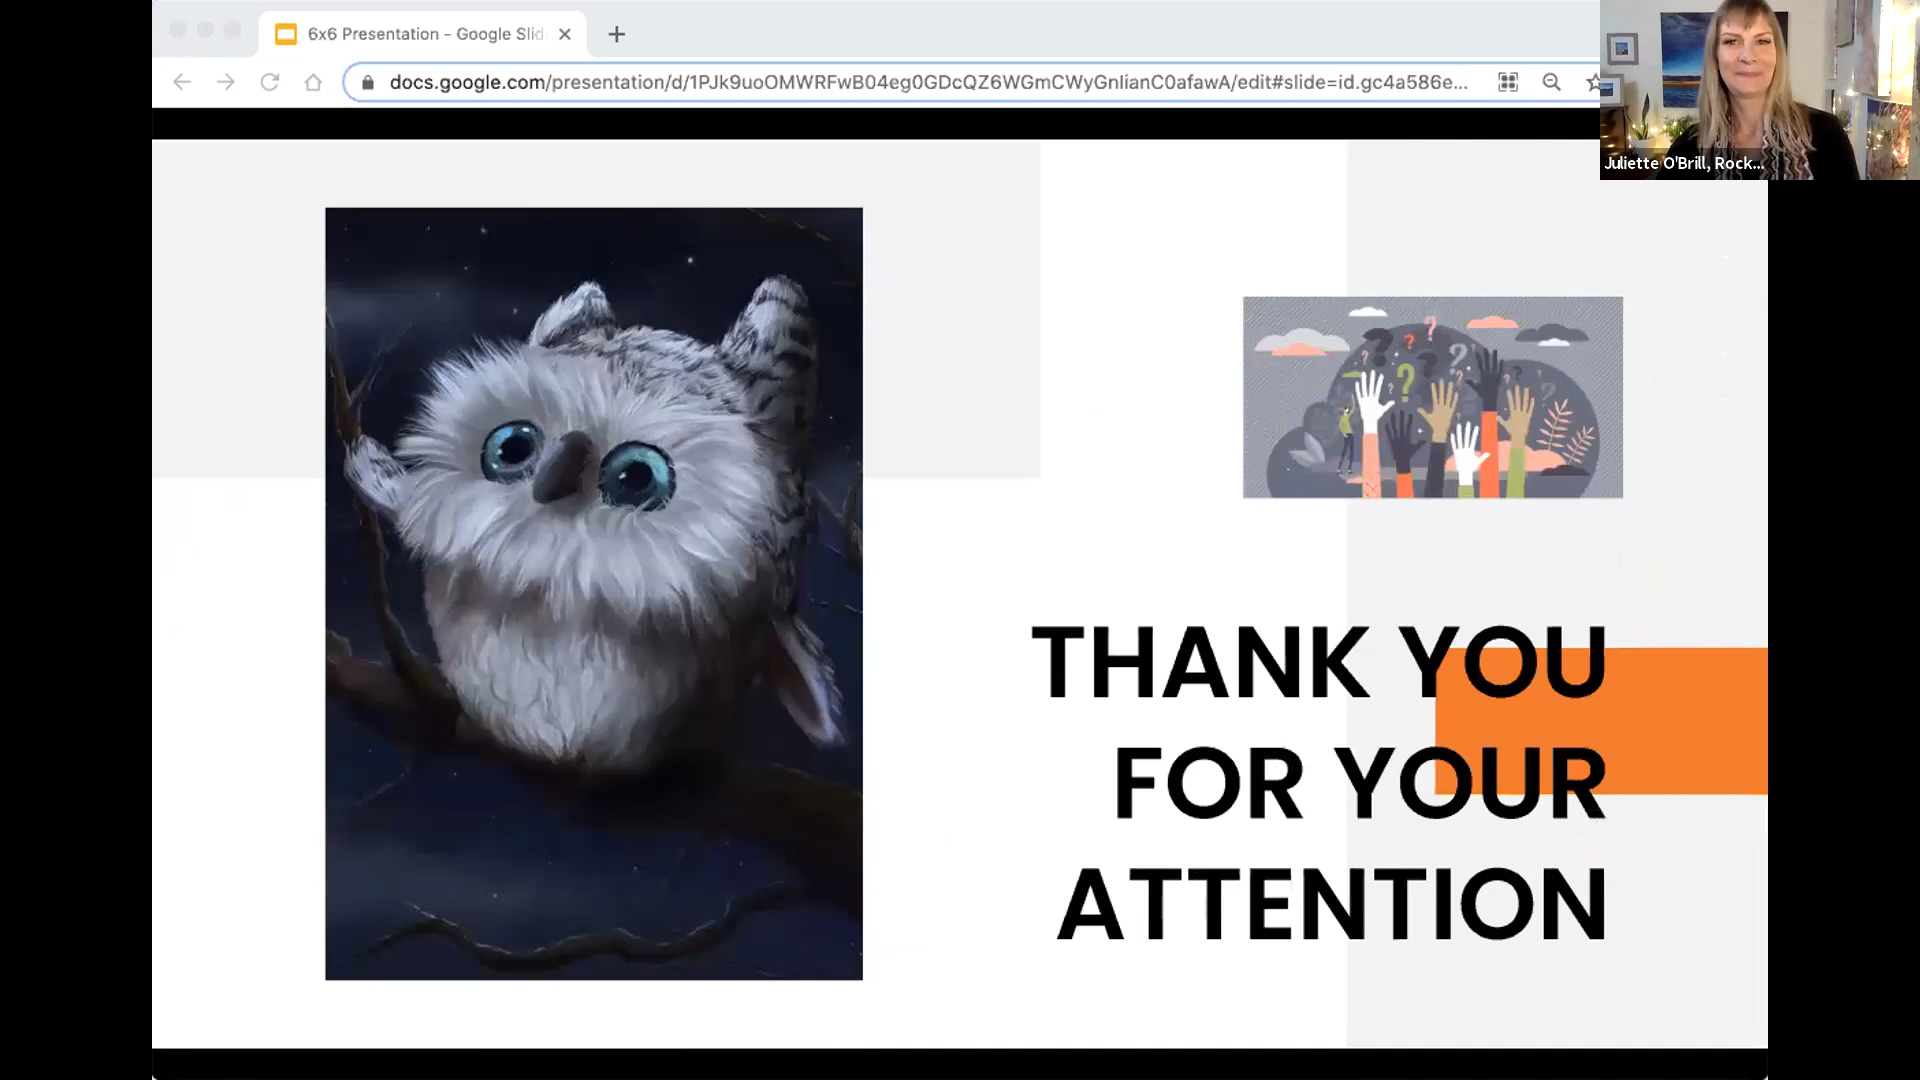 6x6 Presentation - Google Slid
docs.google.com/presentation/d/1PJk9uoOMWRFwB04eg0GDcQZ6WGmCWyGnIianC0afawA/edit#slide=id.gc4a586e...
Juliette O'Brill, Rock...
THANK YOU
FOR YOUR
ATTENTION